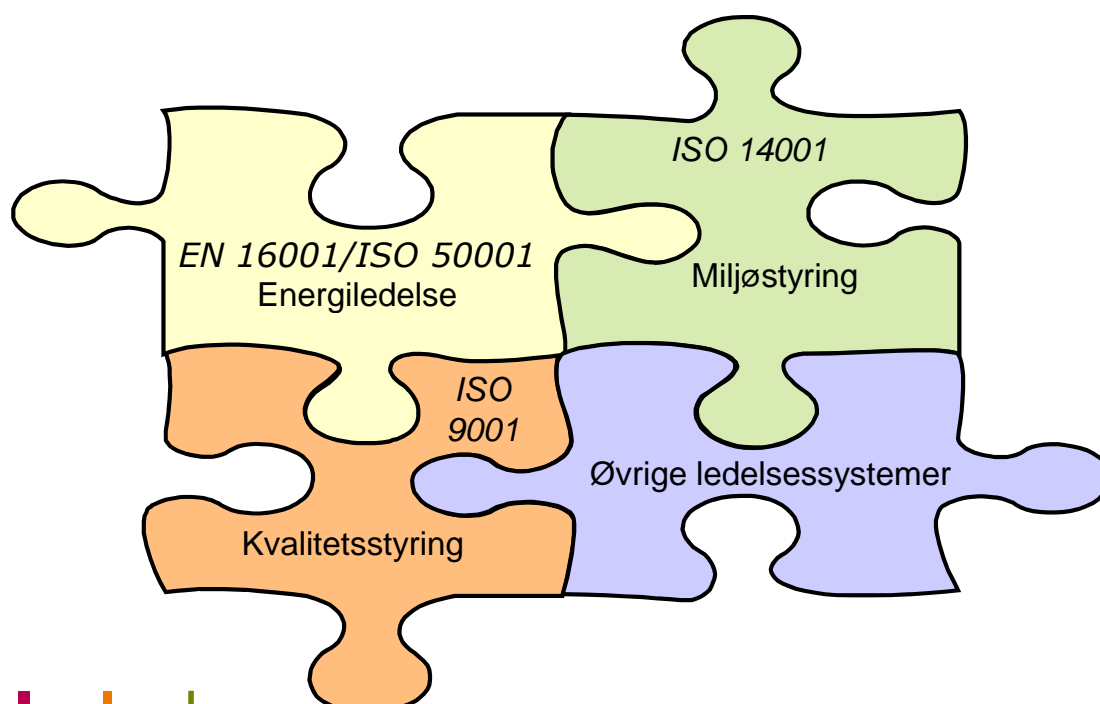 EN 16001/ISO 50001
Energiledelse
ISO 14001
Miljøstyring
ISO
9001
Kvalitetsstyring
Øvrige ledelsessystemer